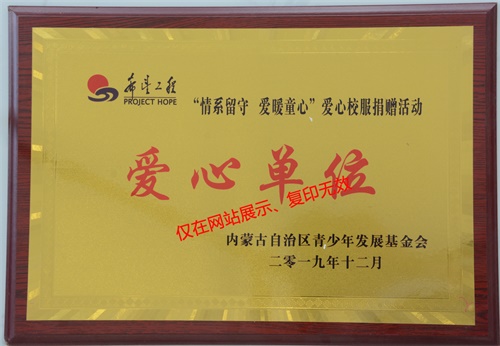 希望工程
PROJECT HOPE
“情系留守 爱暖童心”爱心校服捐赠活动
爱心单位
仅在网站展示、复印无效
内蒙古自治区青少年发展基金会
二零一九年十二月